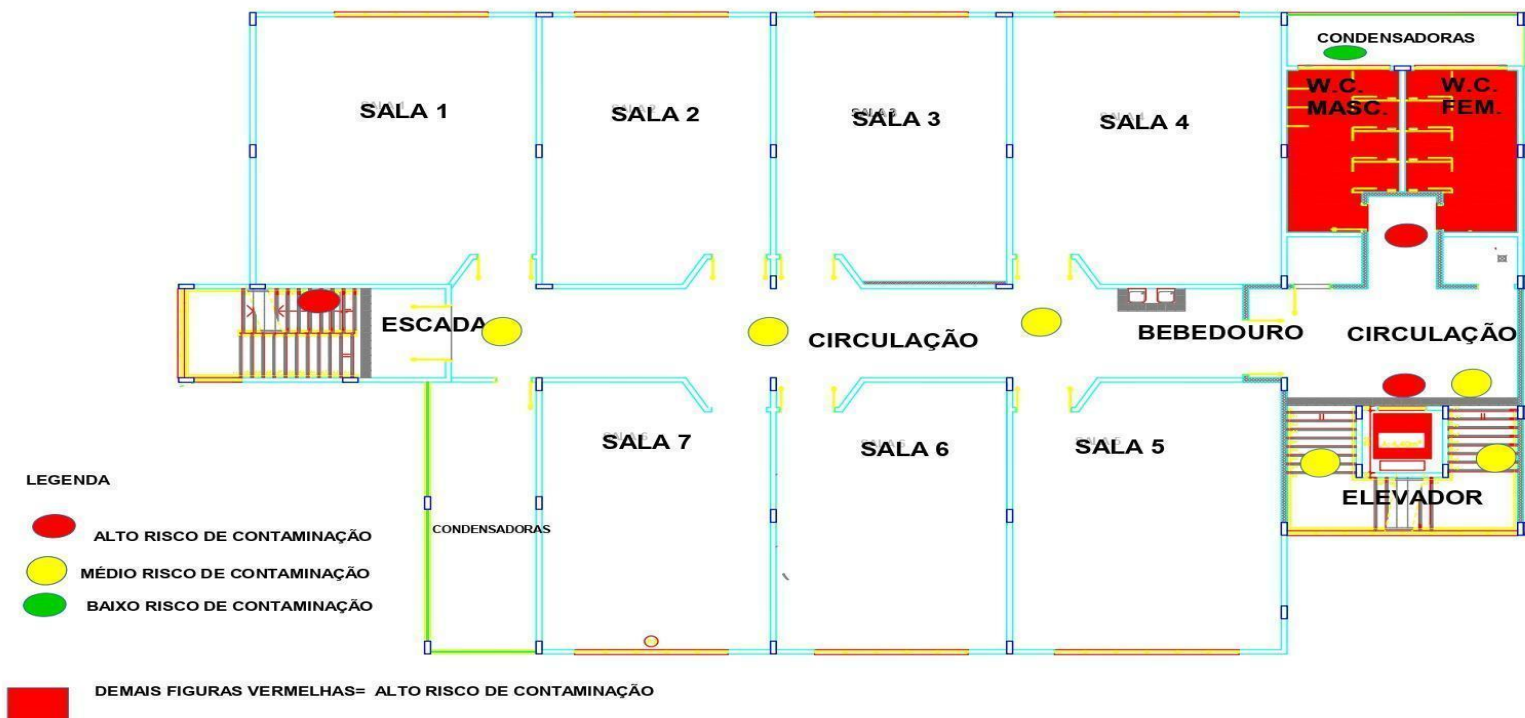 CONDENSADORAS
W.C.
MASC.
W.C.
FEM.
SALA 1
SALA 2
SALA 3
SALA 4
ESCADA
CIRCULAÇÃO
BEBEDOURO
CIRCULAÇÃO
SALA 7
SALA 6
SALA 5
ELEVADOR
CONDENSADORAS
LEGENDA
ALTO RISCO DE CONTAMINAÇÃO
MÉDIO RISCO DE CONTAMINAÇÃO
BAIXO RISCO DE CONTAMINAÇÃO
DEMAIS FIGURAS VERMELHAS= ALTO RISCO DE CONTAMINAÇÃO